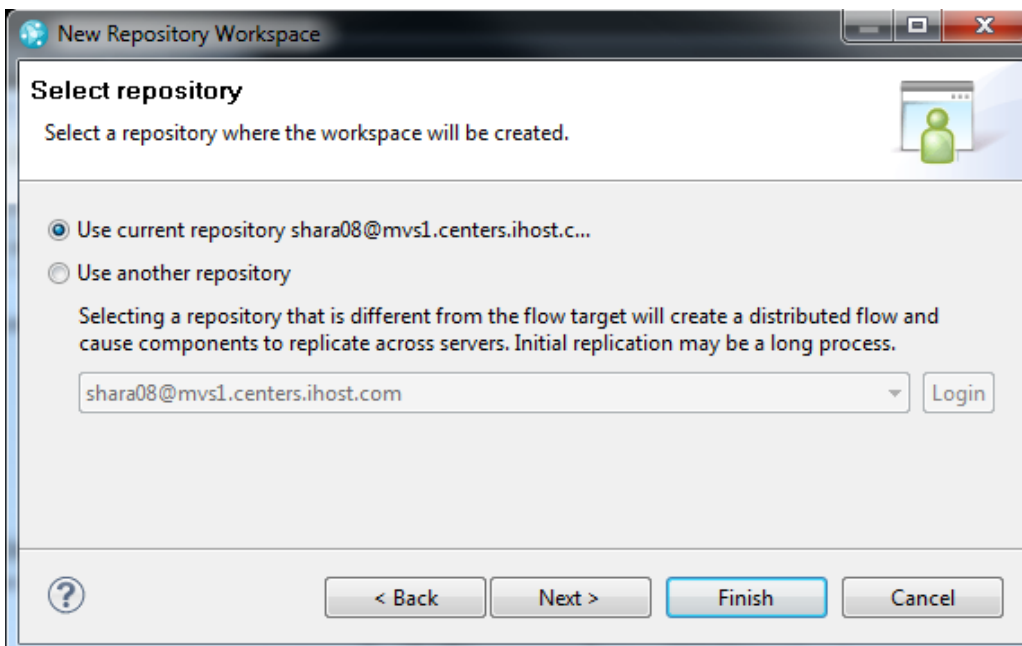 New Repository Workspace
Select repository
Select a repository where the workspace will be created.
Use current repository shara08@mvs1.centers.ihost.c...
Use another repository
Selecting a repository that is different from the flow target will create a distributed flow and
cause components to replicate across servers. Initial replication may be a long process.
shara08@mvs1.centers.ihost.com Login
< Back Next > Finish Cancel